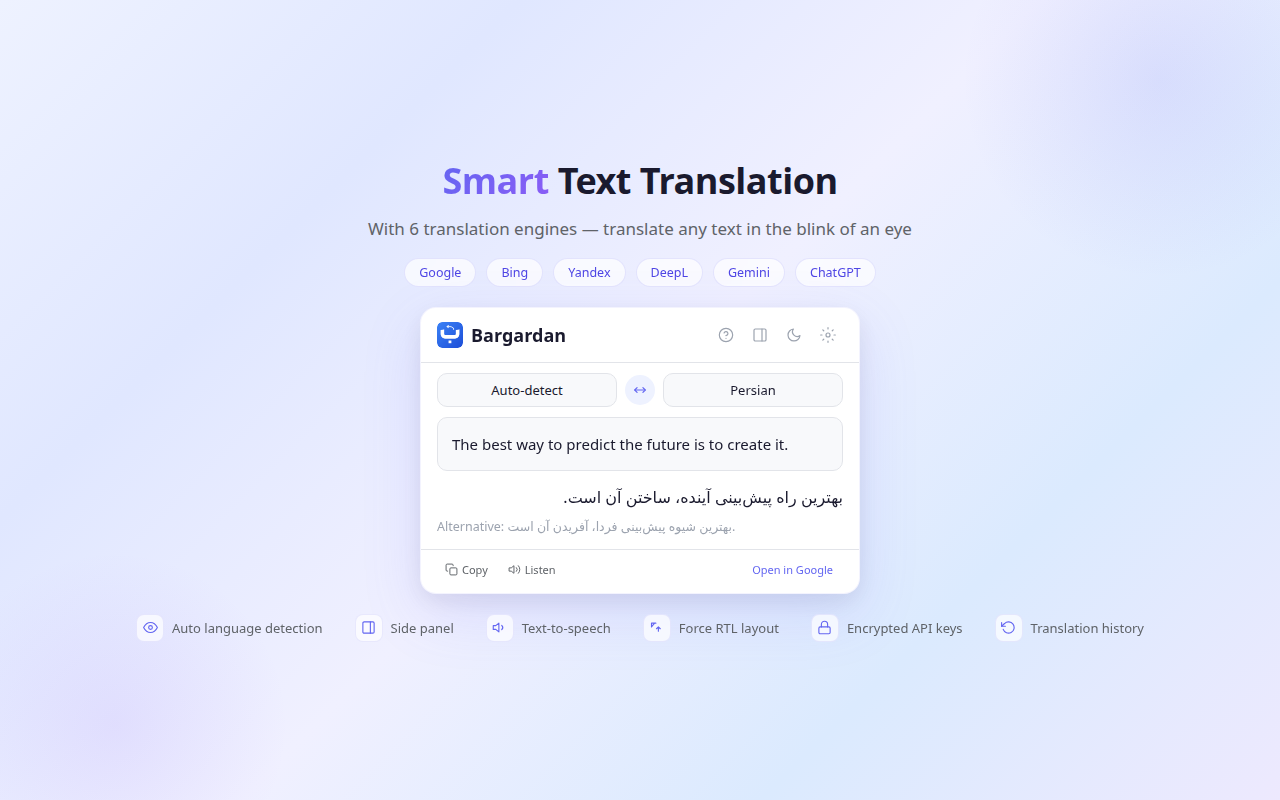 Smart Text Translation
With 6 translation engines — translate any text in the blink of an eye
Google Bing Yandex DeepL Gemini ChatGPT
Bargardan
Auto-detect Persian
The best way to predict the future is to create it.
بهترین راه پیش‌بینی آینده، ساختن آن است.
Alternative: بهترین شیوه پیش‌بینی فردا، آفریدن آن است.
Copy Listen Open in Google
Auto language detection Side panel Text-to-speech Force RTL layout Encrypted API keys Translation history